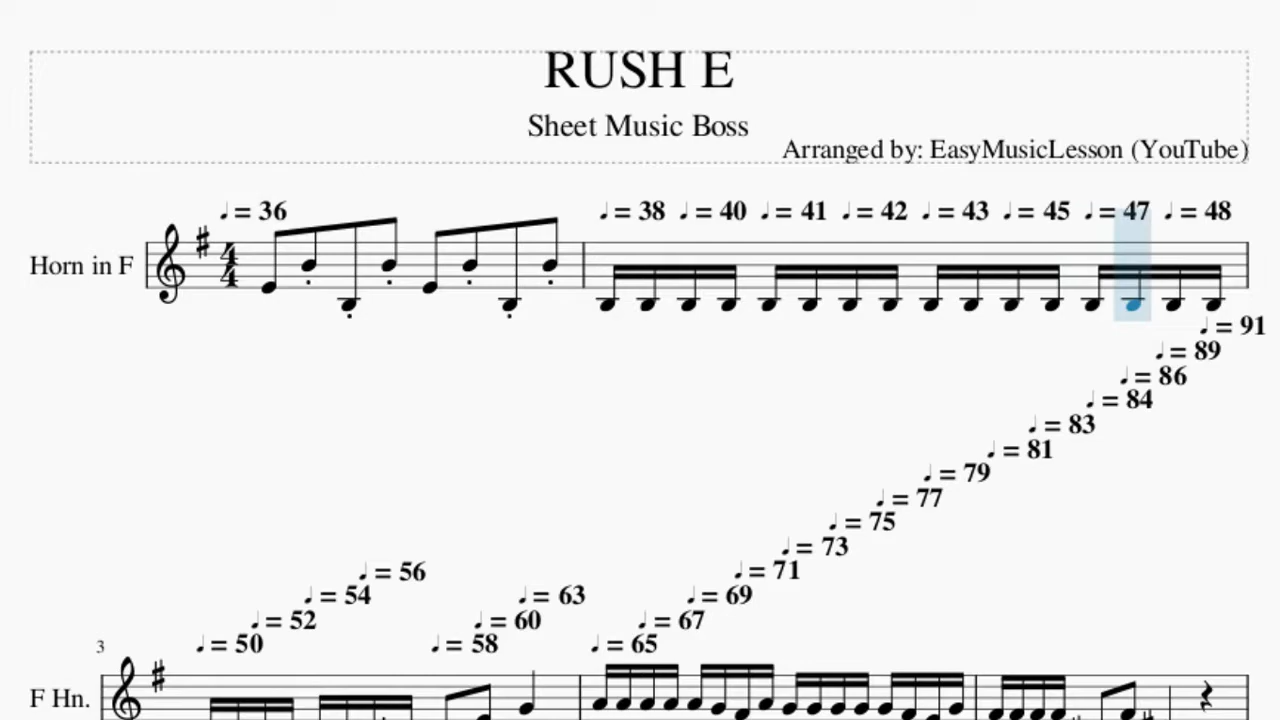 RUSH E
Sheet Music Boss
Arranged by: EasyMusicLesson (YouTube)
♩ = 36 ♩ = 38 ♩ = 40 ♩ = 41 ♩ = 42 ♩ = 43 ♩ = 45 ♩ = 47 ♩ = 48
Horn in F
4
4
♩ = 91
♩ = 89
♩ = 86
♩ = 84
♩ = 83
♩ = 81
♩ = 79
♩ = 77
♩ = 75
♩ = 73
♩ = 56 ♩ = 71
♩ = 54 ♩ = 63 ♩ = 69
♩ = 52 ♩ = 60 ♩ = 67
3 ♩ = 50 ♩ = 58 ♩ = 65
F Hn.